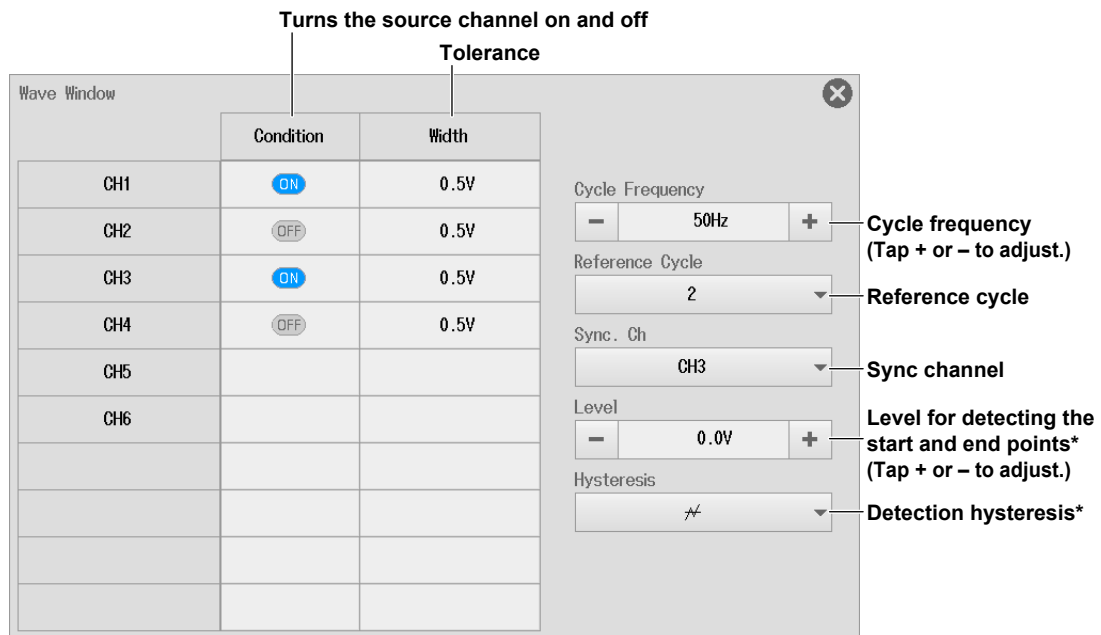 Turns the source channel on and off
Tolerance
Wave Window
Condition Width
CH1 ON 0.5V
CH2 OFF 0.5V
CH3 ON 0.5V
CH4 OFF 0.5V
CH5
CH6
Cycle Frequency
− 50Hz +
Cycle frequency
(Tap + or – to adjust.)
Reference Cycle
2
Reference cycle
Sync. Ch
CH3
Sync channel
Level
− 0.0V +
Level for detecting the
start and end points*
(Tap + or – to adjust.)
Hysteresis
Detection hysteresis*